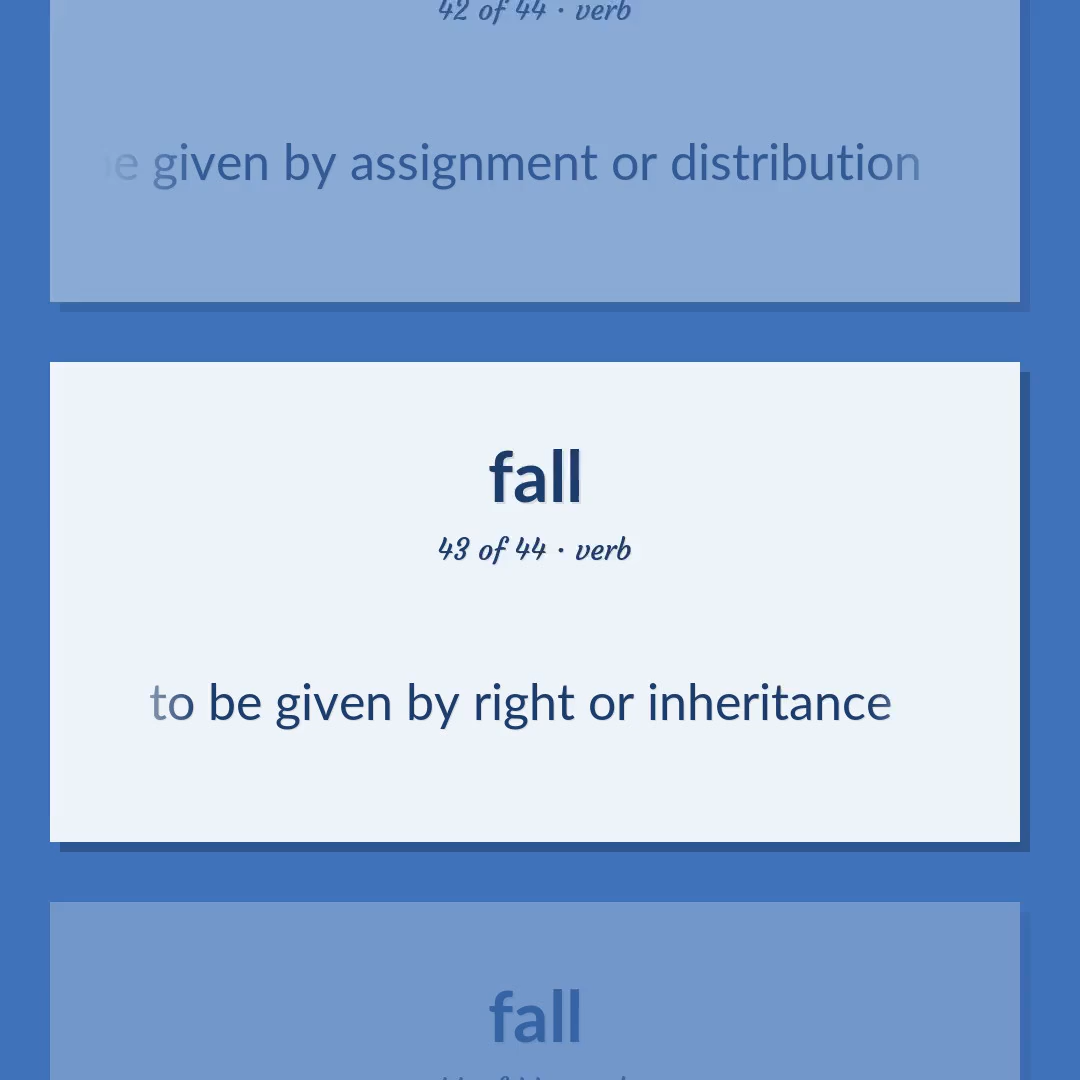 42 of 44 · verb
given by assignment or distribution
fall
43 of 44 · verb
to be given by right or inheritance
fall